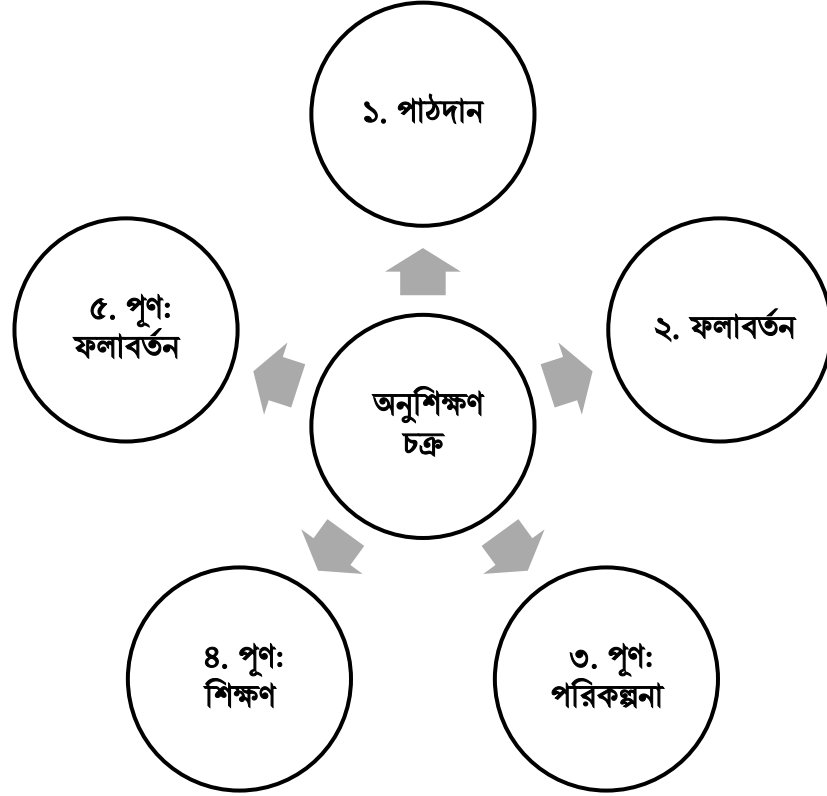 ১. পাঠদান
২. ফলাবর্তন
৩. পূণ:
পরিকল্পনা
৪. পূণ:
শিক্ষণ
৫. পূণ:
ফলাবর্তন
অনুশিক্ষণ
চক্র